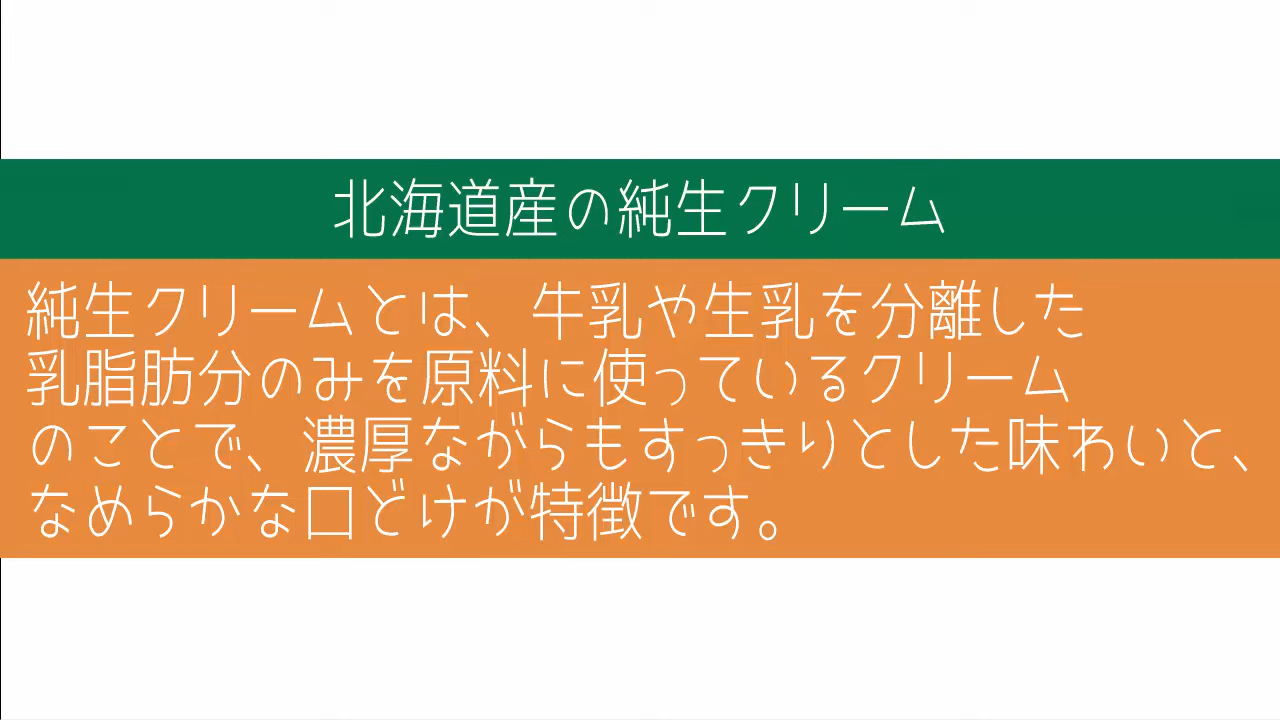 北海道産の純生クリーム
純生クリームとは、牛乳や生乳を分離した
乳脂肪分のみを原料に使っているクリーム
のことで、濃厚ながらもすっきりとした味わいと、
なめらかな口どけが特徴です。